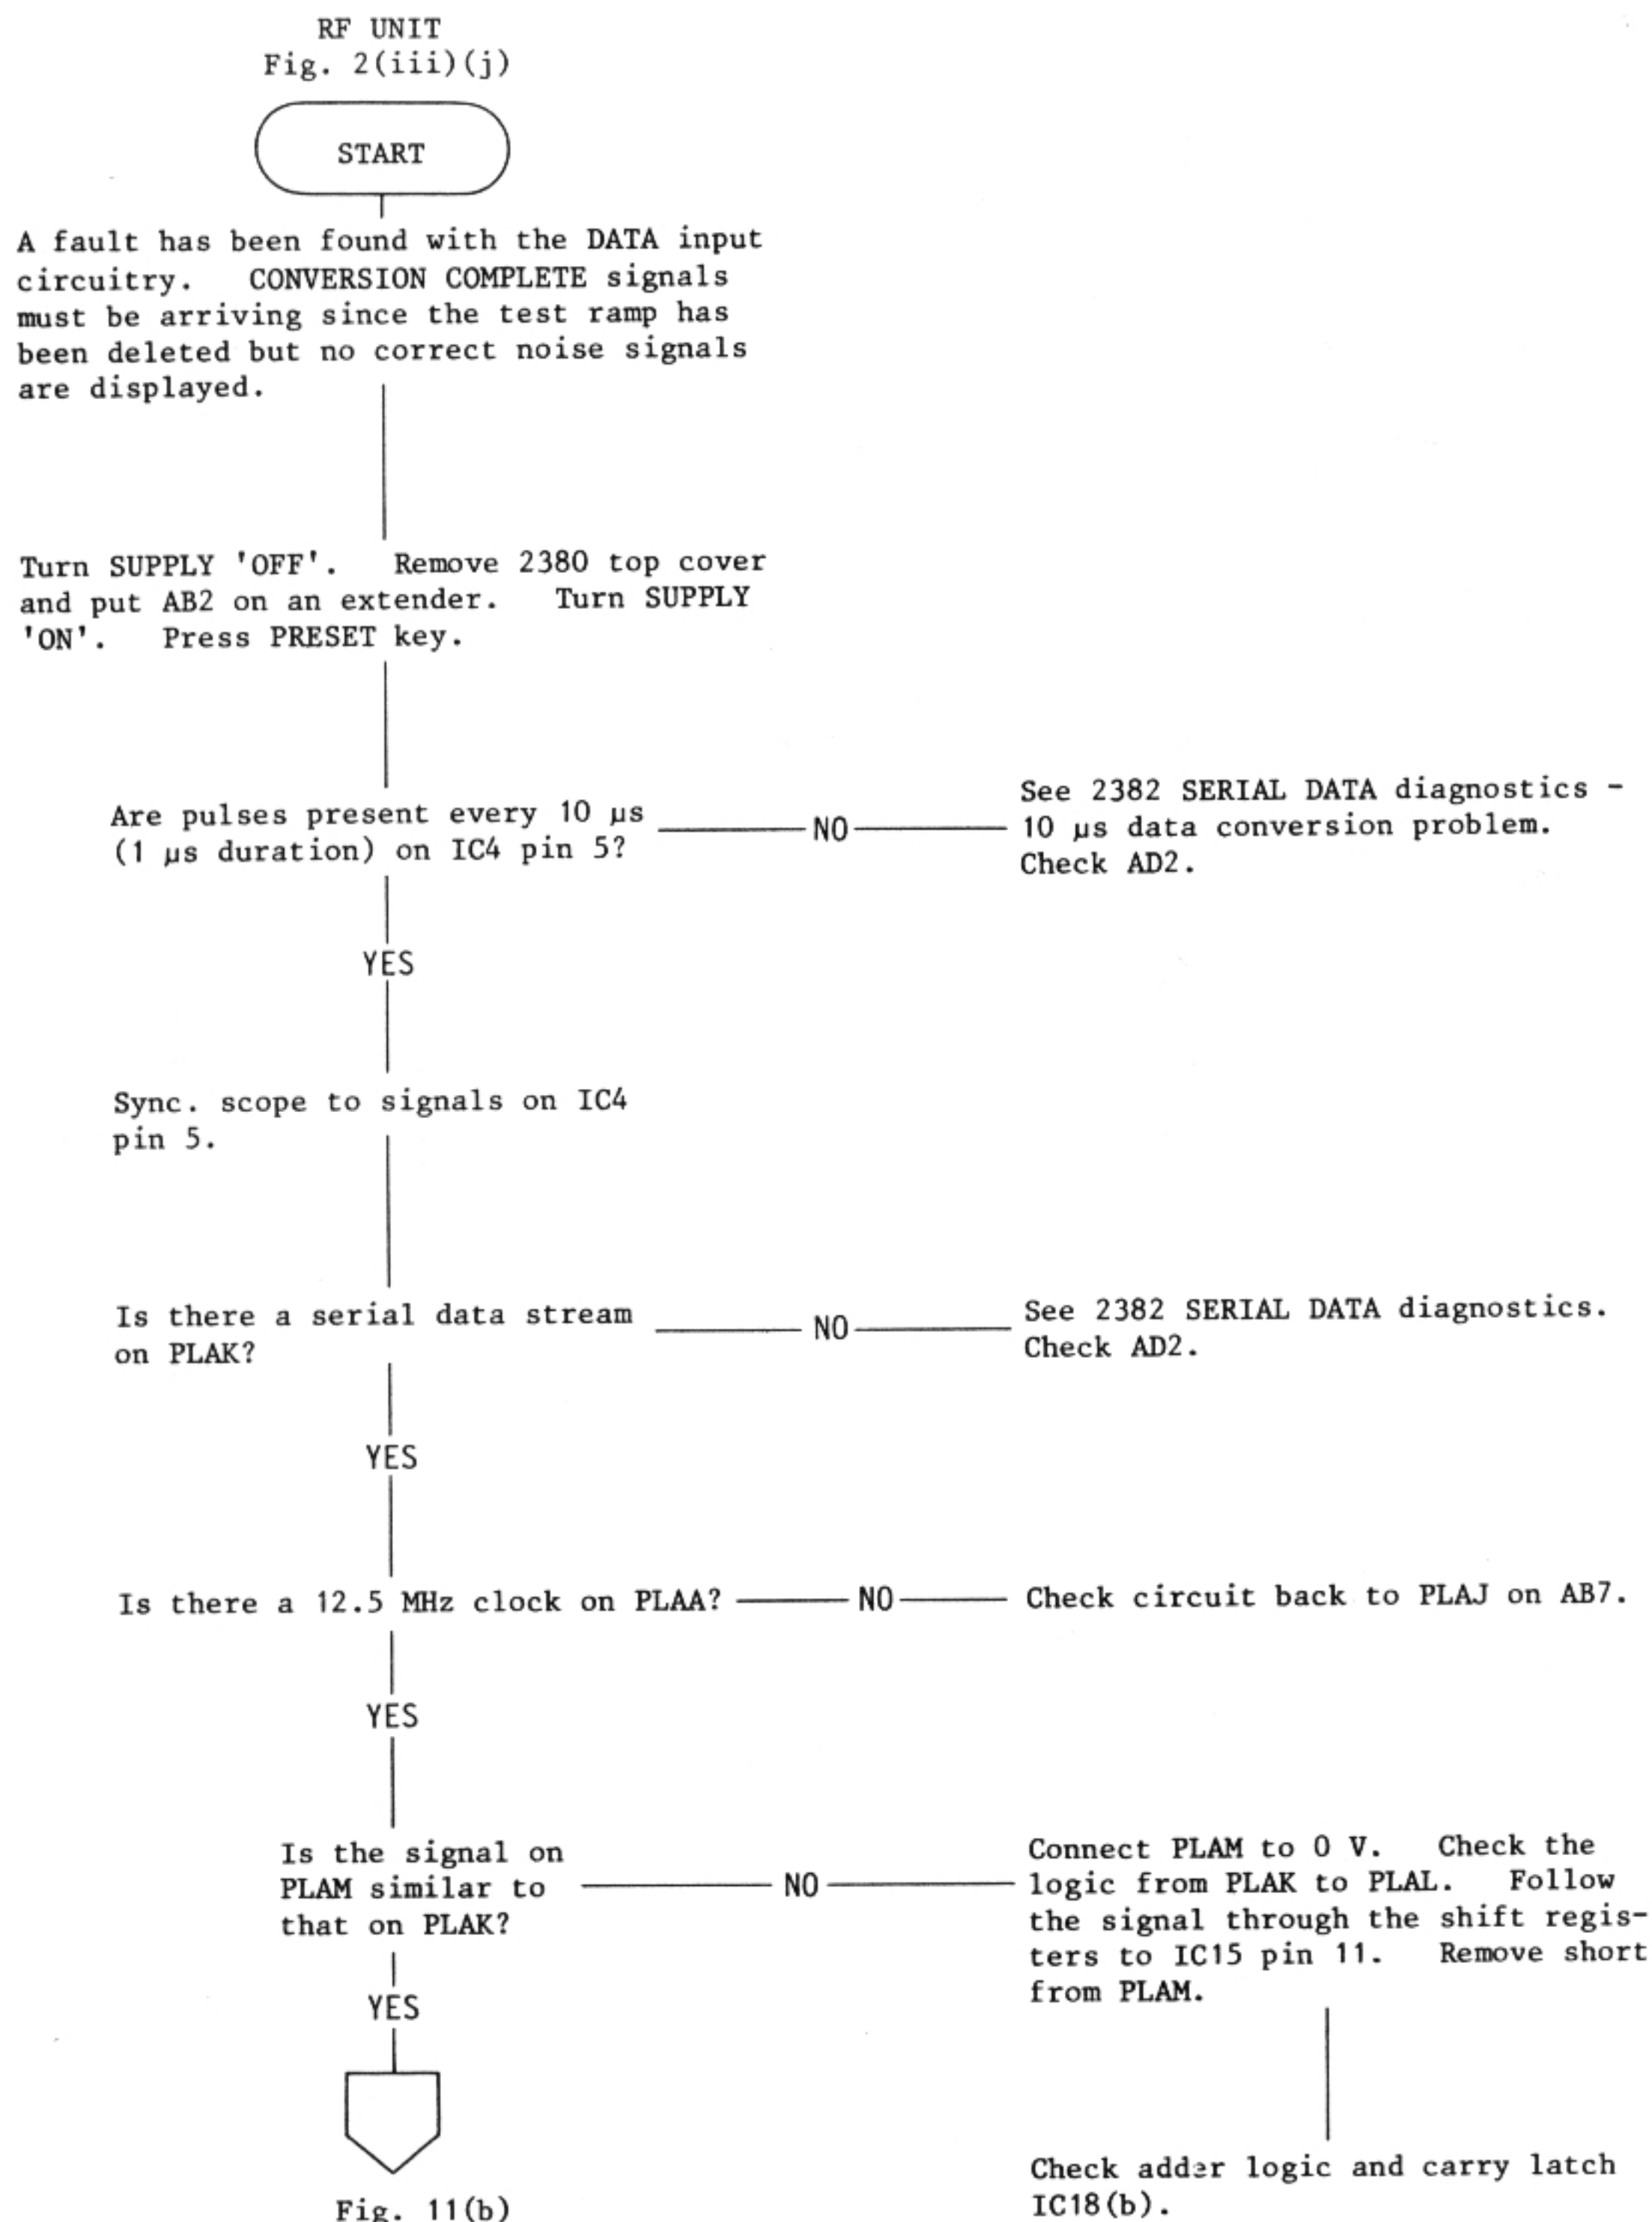 RF UNIT
Fig. 2(iii)(j)
START
A fault has been found with the DATA input
circuitry. CONVERSION COMPLETE signals
must be arriving since the test ramp has
been deleted but no correct noise signals
are displayed.
Turn SUPPLY 'OFF'. Remove 2380 top cover
and put AB2 on an extender. Turn SUPPLY
'ON'. Press PRESET key.
Are pulses present every 10 µs
(1 µs duration) on IC4 pin 5?
NO
See 2382 SERIAL DATA diagnostics -
10 µs data conversion problem.
Check AD2.
YES
Sync. scope to signals on IC4
pin 5.
Is there a serial data stream
on PLAK?
NO
See 2382 SERIAL DATA diagnostics.
Check AD2.
YES
Is there a 12.5 MHz clock on PLAA?
NO
Check circuit back to PLAJ on AB7.
YES
Is the signal on
PLAM similar to
that on PLAK?
NO
Connect PLAM to 0 V. Check the
logic from PLAK to PLAL. Follow
the signal through the shift regis-
ters to IC15 pin 11. Remove short
from PLAM.
YES
Fig. 11(b)
Check adder logic and carry latch
IC18(b).